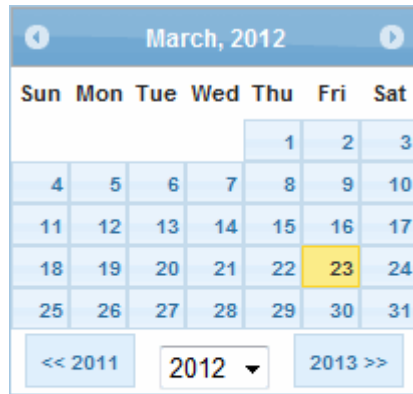 March, 2012
Sun Mon Tue Wed Thu Fri Sat
1 2 3
4 5 6 7 8 9 10
11 12 13 14 15 16 17
18 19 20 21 22 23 24
25 26 27 28 29 30 31
<< 2011 2012 2013 >>